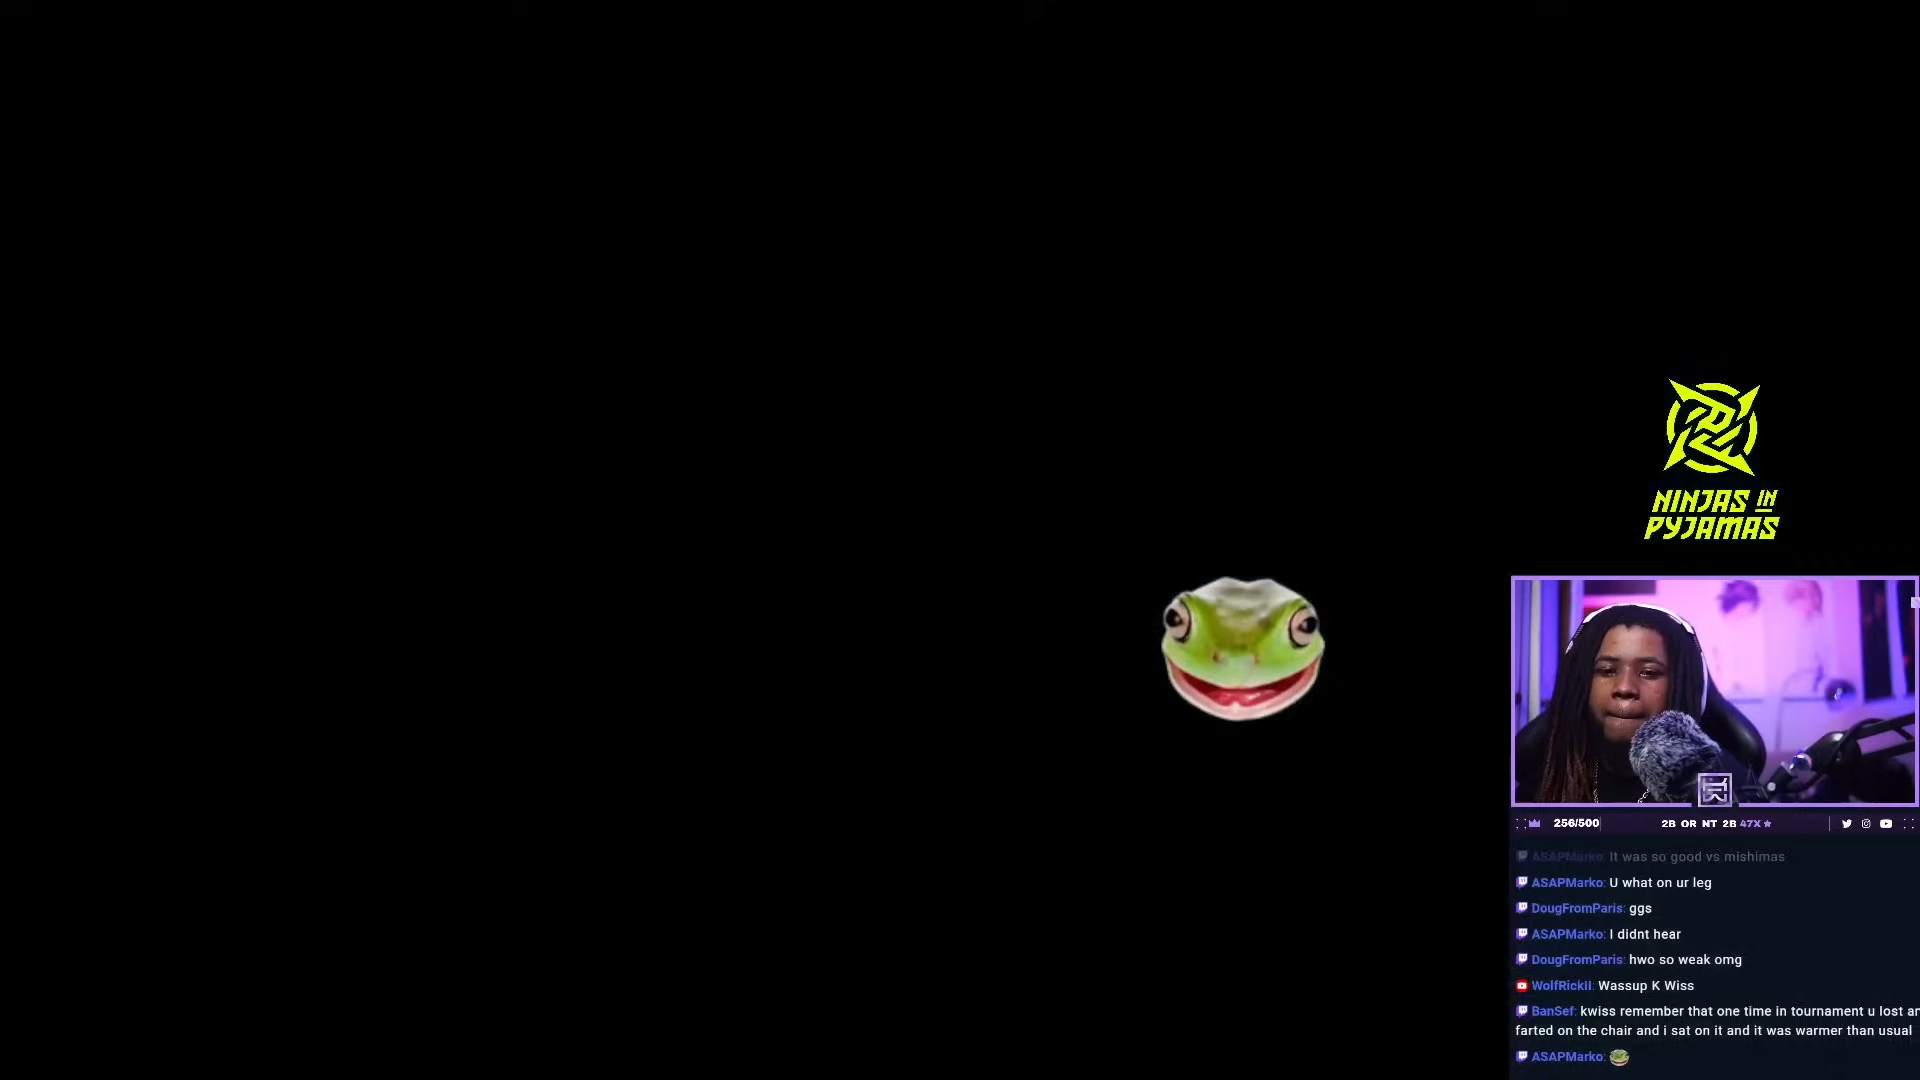 NINJAS IN
PYJAMAS
256/500
2B OR NT 2B 47X
ASAPMarko: It was so good vs mishimas
ASAPMarko: U what on ur leg
DougFromParis: ggs
ASAPMarko: I didnt hear
DougFromParis: hwo so weak omg
WolfRickII: Wassup K Wiss
BanSef: kwiss remember that one time in tournament u lost an
farted on the chair and i sat on it and it was warmer than usual
ASAPMarko: